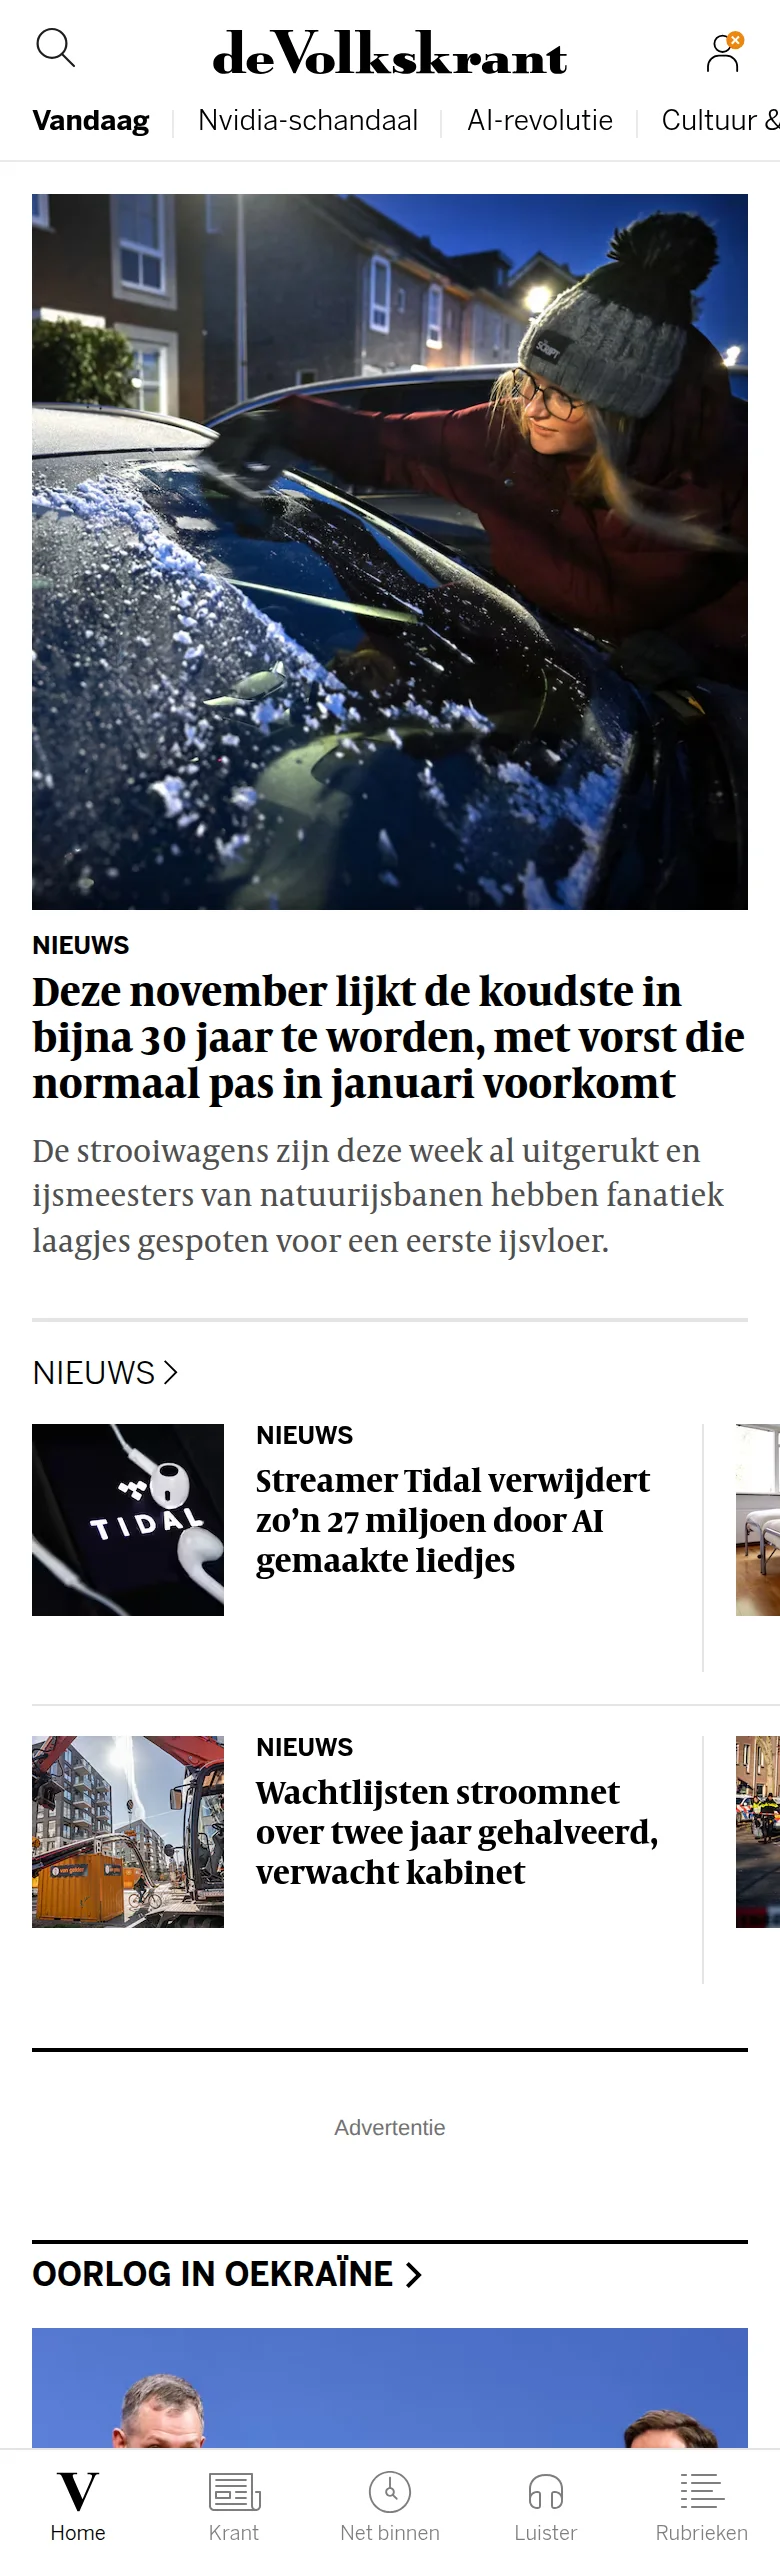 deVolkskrant
Vandaag
Nvidia-schandaal
AI-revolutie
Cultuur &
SCRIPT
NIEUWS
Deze november lijkt de koudste in
bijna 30 jaar te worden, met vorst die
normaal pas in januari voorkomt
De strooiwagens zijn deze week al uitgerukt en
ijsmeesters van natuurijsbanen hebben fanatiek
laagjes gespoten voor een eerste ijsvloer.
NIEUWS
TIDAL
NIEUWS
Streamer Tidal verwijdert
zo’n 27 miljoen door AI
gemaakte liedjes
van gelder
NIEUWS
Wachtlijsten stroomnet
over twee jaar gehalveerd,
verwacht kabinet
Advertentie
OORLOG IN OEKRAÏNE
V
Home
Krant
Net binnen
Luister
Rubrieken